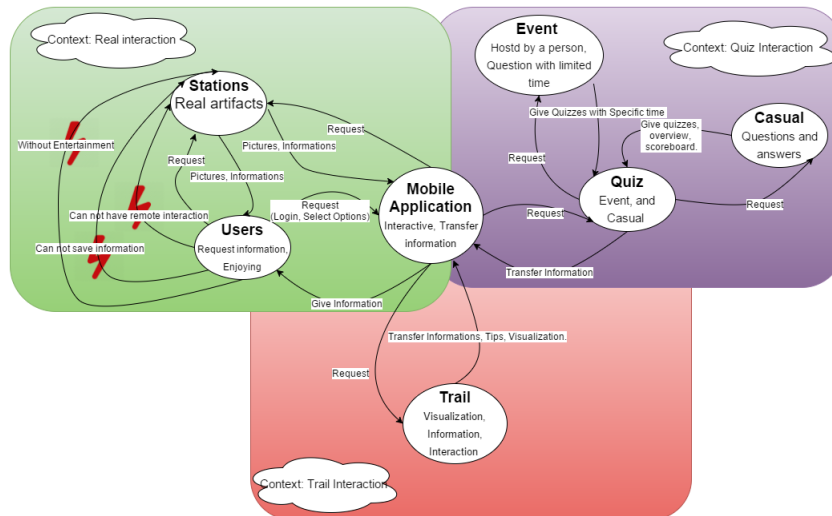 Context: Real interaction
Stations
Real artifacts
Without Entertainment
Request
Pictures, Informations
Request
Pictures, Informations
Can not have remote interaction
Can not save information
Users
Request information,
Enjoying
Request
(Login, Select Options)
Mobile
Application
Interactive, Transfer
information
Give Information
Event
Hostd by a person,
Question with limited
time
Context: Quiz Interaction
Give Quizzes with Specific time
Request
Give quizzes,
overview,
scoreboard.
Casual
Questions and
answers
Quiz
Event, and
Casual
Request
Request
Transfer Information
Transfer Informations, Tips, Visualization.
Request
Trail
Visualization,
Information,
Interaction
Context: Trail Interaction